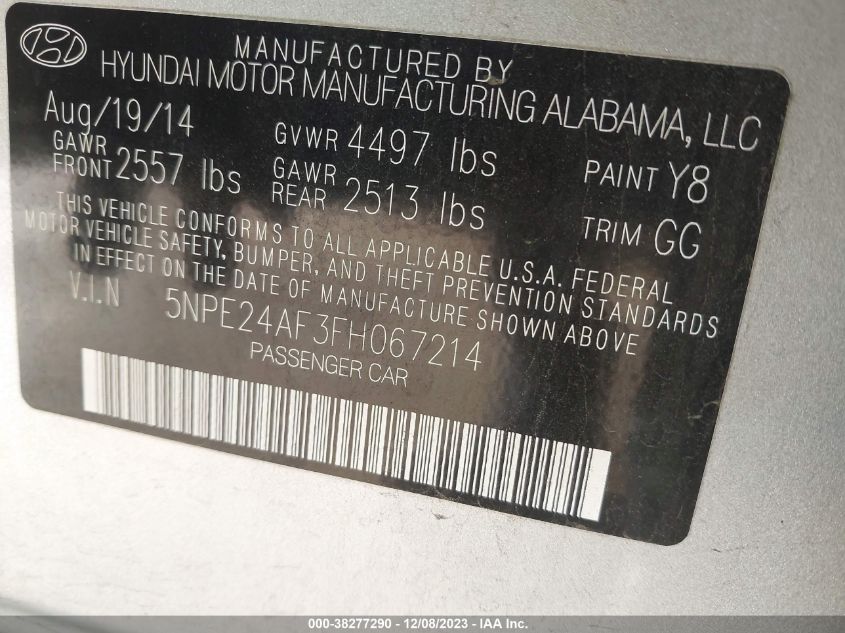 MANUFACTURED BY
HYUNDAI MOTOR MANUFACTURING ALABAMA, LLC
Aug/19/14
GVWR 4497 lbs
PAINT Y8
GAWR FRONT 2557 lbs
GAWR REAR 2513 lbs
TRIM GG
THIS VEHICLE CONFORMS TO ALL APPLICABLE U.S.A. FEDERAL
MOTOR VEHICLE SAFETY, BUMPER, AND THEFT PREVENTION STANDARDS
IN EFFECT ON THE DATE OF MANUFACTURE SHOWN ABOVE
V.I.N 5NPE24AF3FH067214
PASSENGER CAR
000-38277290 - 12/08/2023 - IAA Inc.